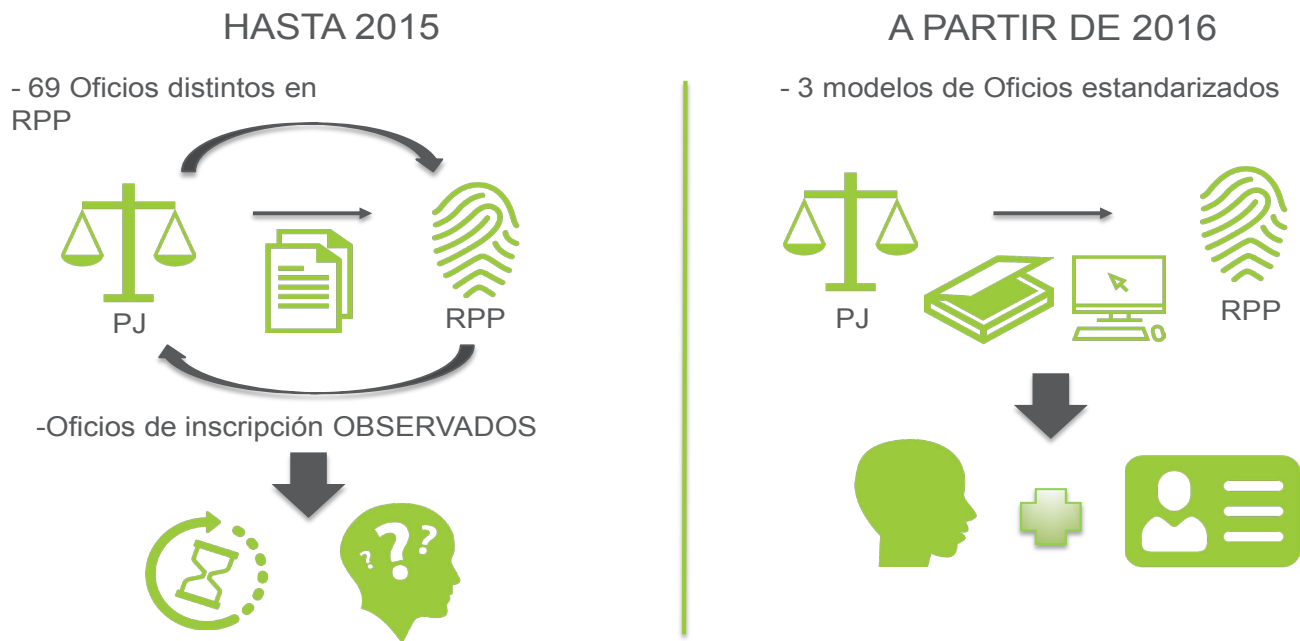 HASTA 2015
- 69 Oficios distintos en
RPP
PJ
RPP
-Oficios de inscripción OBSERVADOS
? ? ?
A PARTIR DE 2016
- 3 modelos de Oficios estandarizados
PJ
RPP